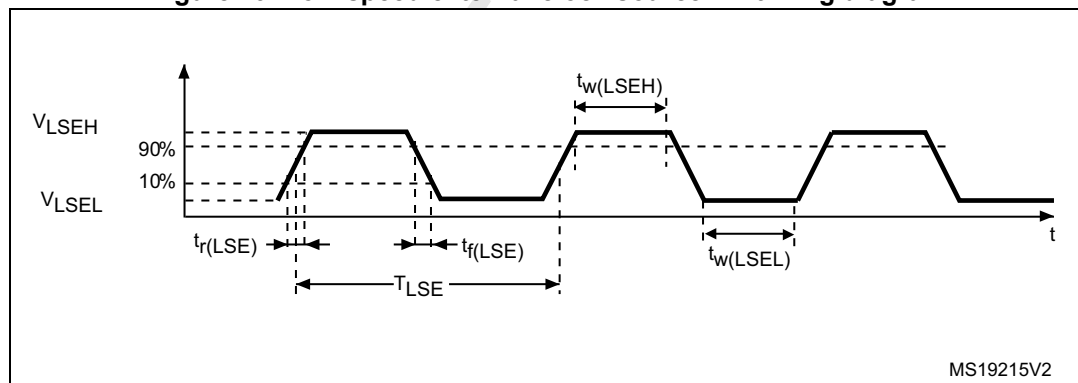 VLSEH
90%
10%
VLSEL
tr(LSE)
tf(LSE)
TLSE
tw(LSEH)
tw(LSEL)
t
MS19215V2